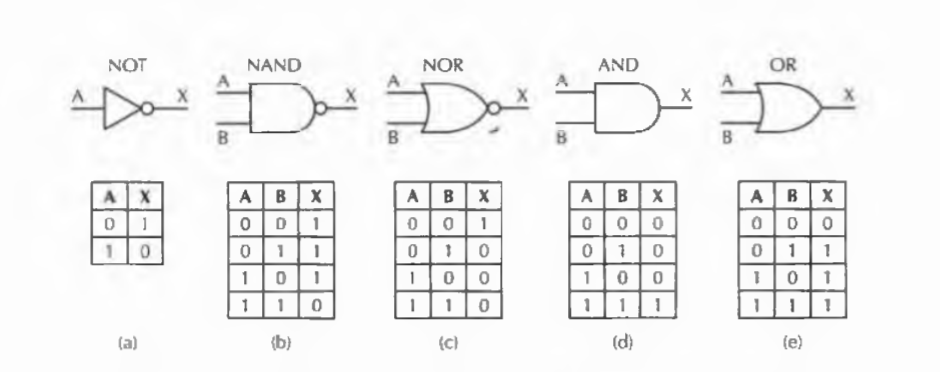 NOT NAND NOR AND OR
A X A B X A B X A B X A B X
A X
0 1
1 0
A B X
0 0 1
0 1 1
1 0 1
1 1 0
A B X
0 0 1
0 1 0
1 0 0
1 1 0
A B X
0 0 0
0 1 0
1 0 0
1 1 1
A B X
0 0 0
0 1 1
1 0 1
1 1 1
(a) (b) (c) (d) (e)